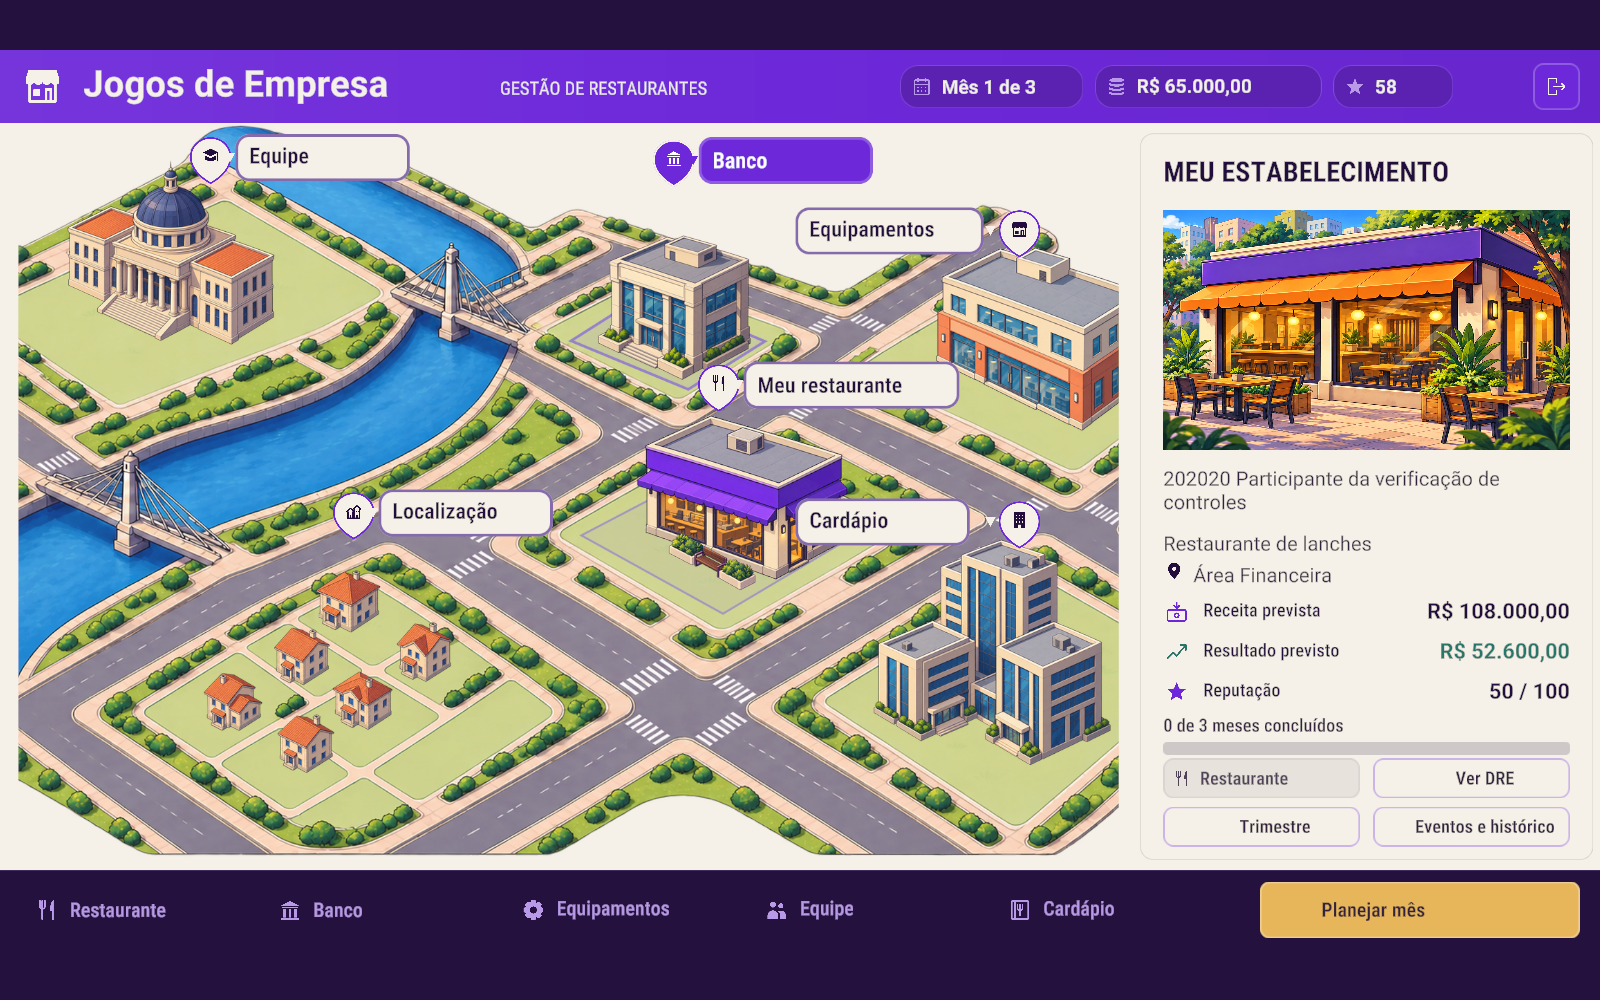 Jogos de Empresa
GESTÃO DE RESTAURANTES
Mês 1 de 3
R$ 65.000,00
58
Equipe
Banco
Equipamentos
Meu restaurante
Localização
Cardápio
MEU ESTABELECIMENTO
202020 Participante da verificação de
controles
Restaurante de lanches
Área Financeira
Receita prevista R$ 108.000,00
Resultado previsto R$ 52.600,00
Reputação 50 / 100
0 de 3 meses concluídos
Restaurante
Ver DRE
Trimestre
Eventos e histórico
Restaurante
Banco
Equipamentos
Equipe
Cardápio
Planejar mês